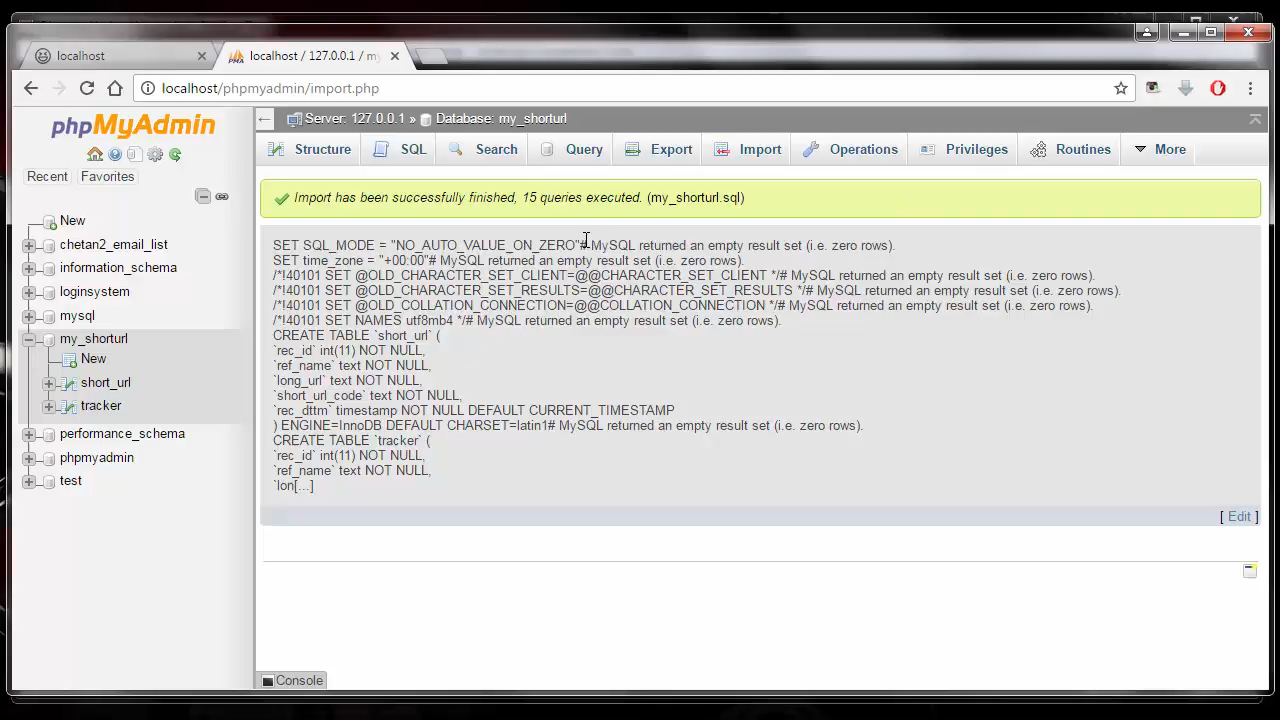 localhost
localhost / 127.0.0.1 / my
localhost/phpmyadmin/import.php
phpMyAdmin
Recent
Favorites
New
chetan2_email_list
information_schema
loginsystem
mysql
my_shorturl
New
short_url
tracker
performance_schema
phpmyadmin
test
Server: 127.0.0.1 » Database: my_shorturl
Structure SQL Search Query Export Import Operations Privileges Routines More
Import has been successfully finished, 15 queries executed. (my_shorturl.sql)
SET SQL_MODE = "NO_AUTO_VALUE_ON_ZERO"# MySQL returned an empty result set (i.e. zero rows).
SET time_zone = "+00:00"# MySQL returned an empty result set (i.e. zero rows).
/*!40101 SET @OLD_CHARACTER_SET_CLIENT=@@CHARACTER_SET_CLIENT */# MySQL returned an empty result set (i.e. zero rows).
/*!40101 SET @OLD_CHARACTER_SET_RESULTS=@@CHARACTER_SET_RESULTS */# MySQL returned an empty result set (i.e. zero rows).
/*!40101 SET @OLD_COLLATION_CONNECTION=@@COLLATION_CONNECTION */# MySQL returned an empty result set (i.e. zero rows).
/*!40101 SET NAMES utf8mb4 */# MySQL returned an empty result set (i.e. zero rows).
CREATE TABLE `short_url` (
`rec_id` int(11) NOT NULL,
`ref_name` text NOT NULL,
`long_url` text NOT NULL,
`short_url_code` text NOT NULL,
`rec_dttm` timestamp NOT NULL DEFAULT CURRENT_TIMESTAMP
) ENGINE=InnoDB DEFAULT CHARSET=latin1# MySQL returned an empty result set (i.e. zero rows).
CREATE TABLE `tracker` (
`rec_id` int(11) NOT NULL,
`ref_name` text NOT NULL,
`lon[...]
[ Edit ]
Console